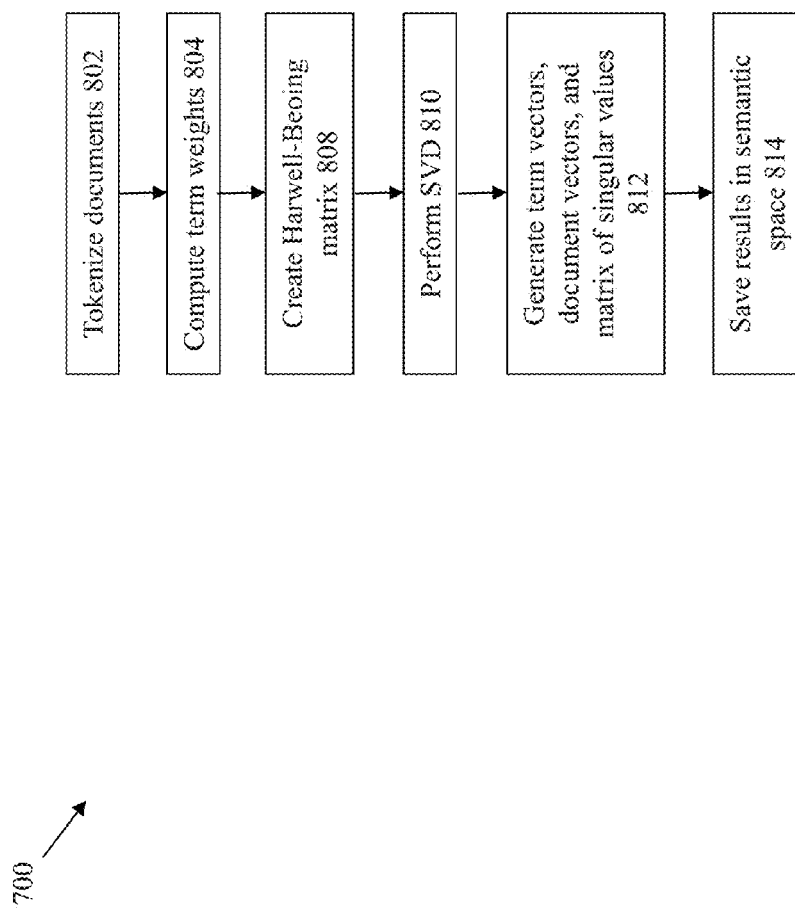 700
Tokenize documents 802
Compute term weights 804
Create Harwell-Beoing
matrix 808
Perform SVD 810
Generate term vectors,
document vectors, and
matrix of singular values
812
Save results in semantic
space 814